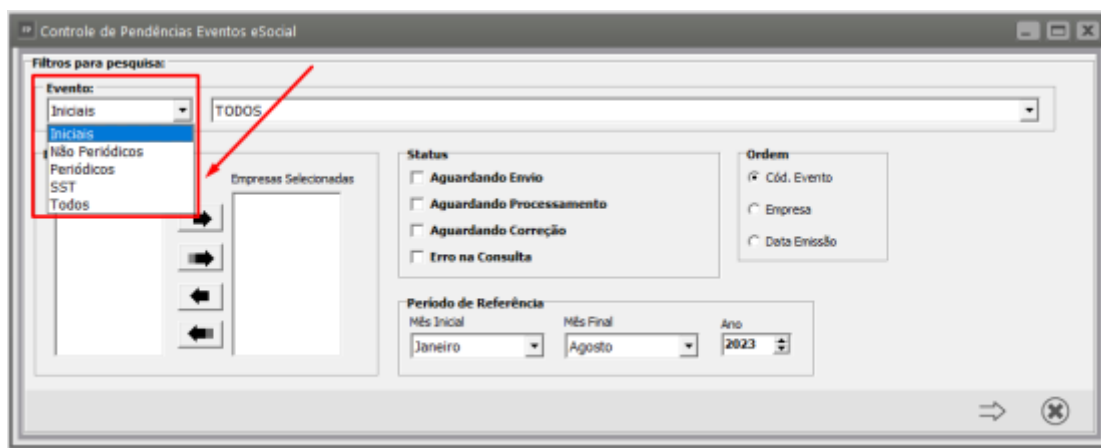 Controle de Pendências Eventos eSocial
Filtros para pesquisa:
Evento:
Iniciais
TODOS
Iniciais
Não Periódicos
Periódicos
SST
Todos
Empresas Selecionadas
Status
Aguardando Envio
Aguardando Processamento
Aguardando Correção
Erro na Consulta
Ordem
Cód. Evento
Empresa
Data Emissão
Período de Referência
Mês Inicial Mês Final Ano
Janeiro Agosto 2023